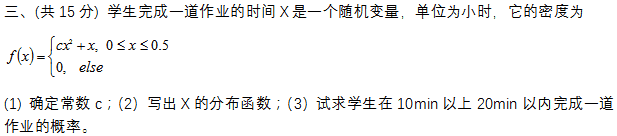 三、(共 15 分) 学生完成一道作业的时间 X 是一个随机变量，单位为小时，它的密度为
f(x)={cx²+x, 0≤x≤0.5
0, else
(1) 确定常数 c；(2) 写出 X 的分布函数；(3) 试求学生在 10min 以上 20min 以内完成一道
作业的概率。